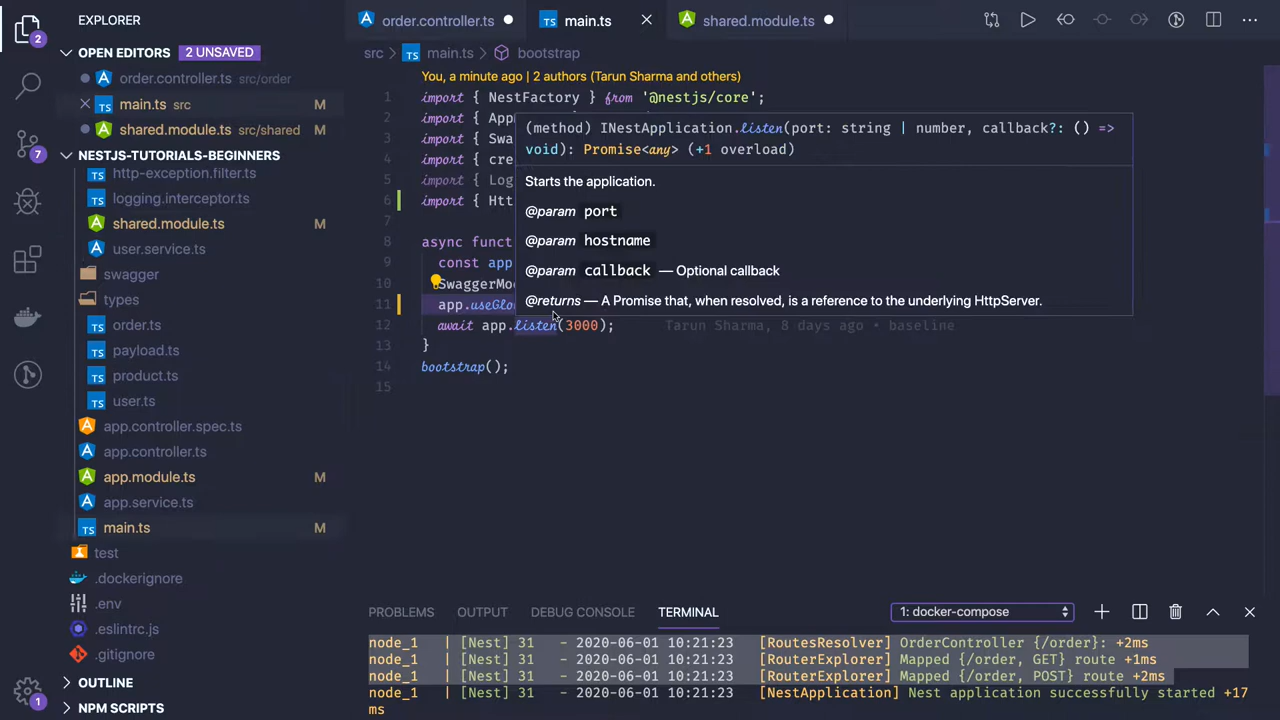 EXPLORER
order.controller.ts
main.ts
shared.module.ts
2
OPEN EDITORS 2 UNSAVED
order.controller.ts src/order
main.ts src M
shared.module.ts src/shared M
NESTJS-TUTORIALS-BEGINNERS
http-exception.filter.ts
logging.interceptor.ts
shared.module.ts M
user.service.ts
swagger
types
order.ts
payload.ts
product.ts
user.ts
app.controller.spec.ts
app.controller.ts
app.module.ts M
app.service.ts
main.ts M
test
.dockerignore
.env
.eslintrc.js
.gitignore
OUTLINE
NPM SCRIPTS
7
1
src TS main.ts bootstrap
You, a minute ago | 2 authors (Tarun Sharma and others)
1 import { NestFactory } from '@nestjs/core';
2 import { App
3 import { Swa
4 import { cre
5 import { Log
6 import { Htt
7
8 async funct
9 const app
10 SwaggerMo
11 app.useGlo
12 await app.listen(3000); Tarun Sharma, 8 days ago • baseline
13 }
14 bootstrap();
15
(method) INestApplication.listen(port: string | number, callback?: () =>
void): Promise<any> (+1 overload)
Starts the application.
@param port
@param hostname
@param callback — Optional callback
@returns — A Promise that, when resolved, is a reference to the underlying HttpServer.
PROBLEMS OUTPUT DEBUG CONSOLE TERMINAL 1: docker-compose
node_1 | [Nest] 31 - 2020-06-01 10:21:23 [RoutesResolver] OrderController {/order}: +2ms
node_1 | [Nest] 31 - 2020-06-01 10:21:23 [RouterExplorer] Mapped {/order, GET} route +1ms
node_1 | [Nest] 31 - 2020-06-01 10:21:23 [RouterExplorer] Mapped {/order, POST} route +2ms
node_1 | [Nest] 31 - 2020-06-01 10:21:23 [NestApplication] Nest application successfully started +17
ms